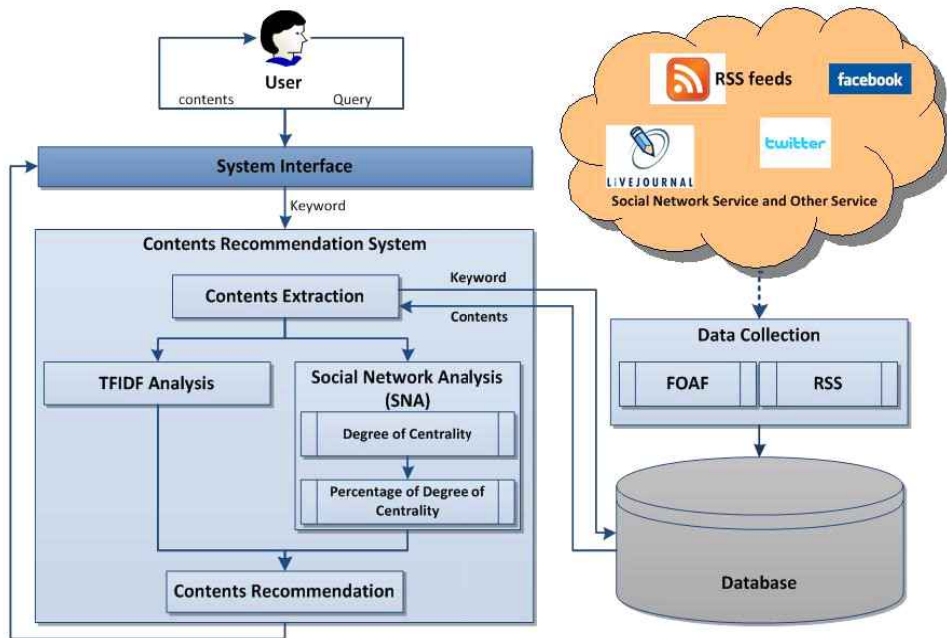 User
contents
Query
System Interface
Keyword
Contents Recommendation System
Contents Extraction
Keyword
Contents
TFIDF Analysis
Social Network Analysis
(SNA)
Degree of Centrality
Percentage of Degree of
Centrality
Contents Recommendation
RSS feeds
facebook
LIVEJOURNAL
twitter
Social Network Service and Other Service
Data Collection
FOAF
RSS
Database